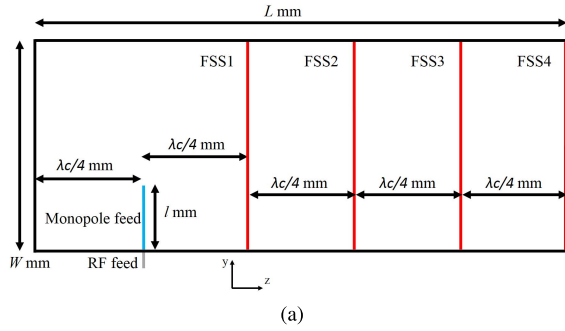 L mm
FSS1 FSS2 FSS3 FSS4
λc/4 mm
λc/4 mm
λc/4 mm λc/4 mm λc/4 mm
Monopole feed l mm
W mm RF feed
y
z
(a)